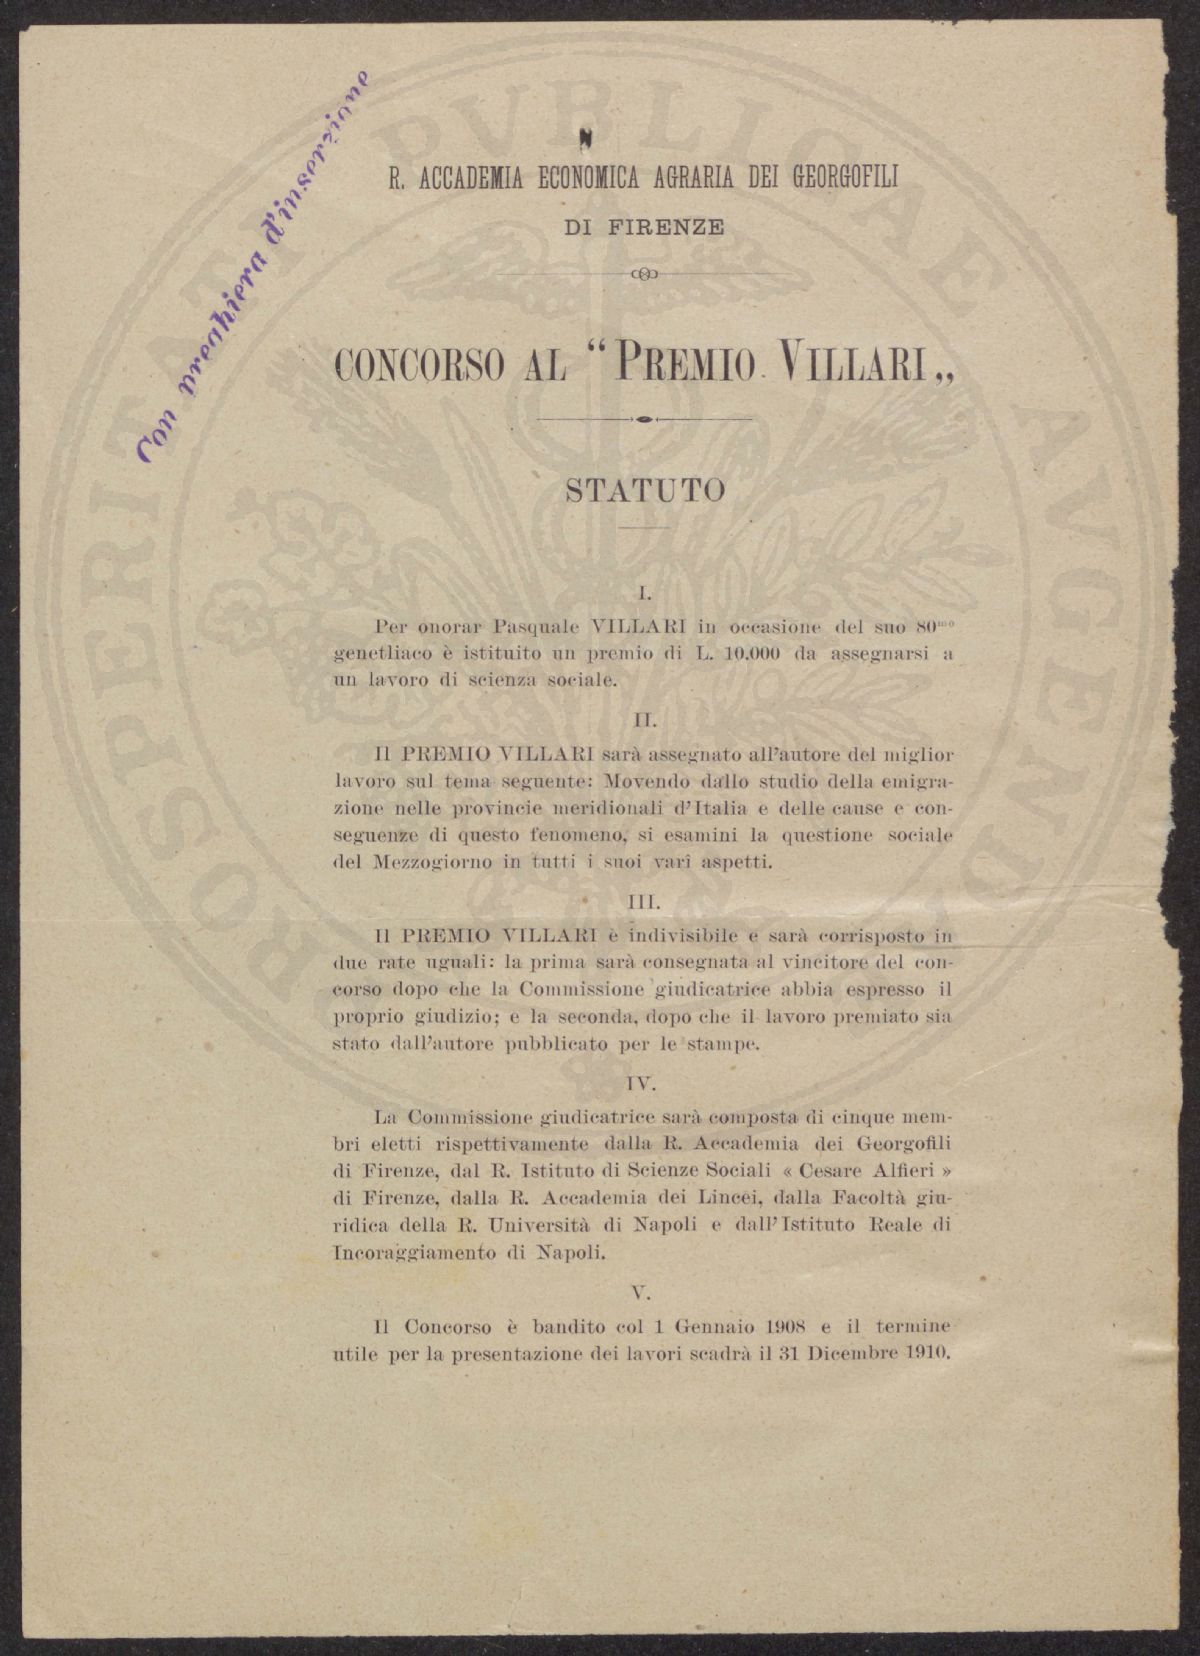 Con preghiera d'inserzione
R. ACCADEMIA ECONOMICA AGRARIA DEI GEORGOFILI
DI FIRENZE
CONCORSO AL “ PREMIO VILLARI „
STATUTO
I.
Per onorar Pasquale VILLARI in occasione del suo 80mo
genetliaco è istituito un premio di L. 10.000 da assegnarsi a
un lavoro di scienza sociale.
II.
Il PREMIO VILLARI sarà assegnato all'autore del miglior
lavoro sul tema seguente: Movendo dallo studio della emigra-
zione nelle provincie meridionali d'Italia e delle cause e con-
seguenze di questo fenomeno, si esamini la questione sociale
del Mezzogiorno in tutti i suoi varî aspetti.
III.
Il PREMIO VILLARI è indivisibile e sarà corrisposto in
due rate uguali: la prima sarà consegnata al vincitore del con-
corso dopo che la Commissione giudicatrice abbia espresso il
proprio giudizio; e la seconda, dopo che il lavoro premiato sia
stato dall'autore pubblicato per le stampe.
IV.
La Commissione giudicatrice sarà composta di cinque mem-
bri eletti rispettivamente dalla R. Accademia dei Georgofili
di Firenze, dal R. Istituto di Scienze Sociali « Cesare Alfieri »
di Firenze, dalla R. Accademia dei Lincei, dalla Facoltà giu-
ridica della R. Università di Napoli e dall'Istituto Reale di
Incoraggiamento di Napoli.
V.
Il Concorso è bandito col 1 Gennaio 1908 e il termine
utile per la presentazione dei lavori scadrà il 31 Dicembre 1910.
PROSPERITATI PVBLICAE AVGENDAE